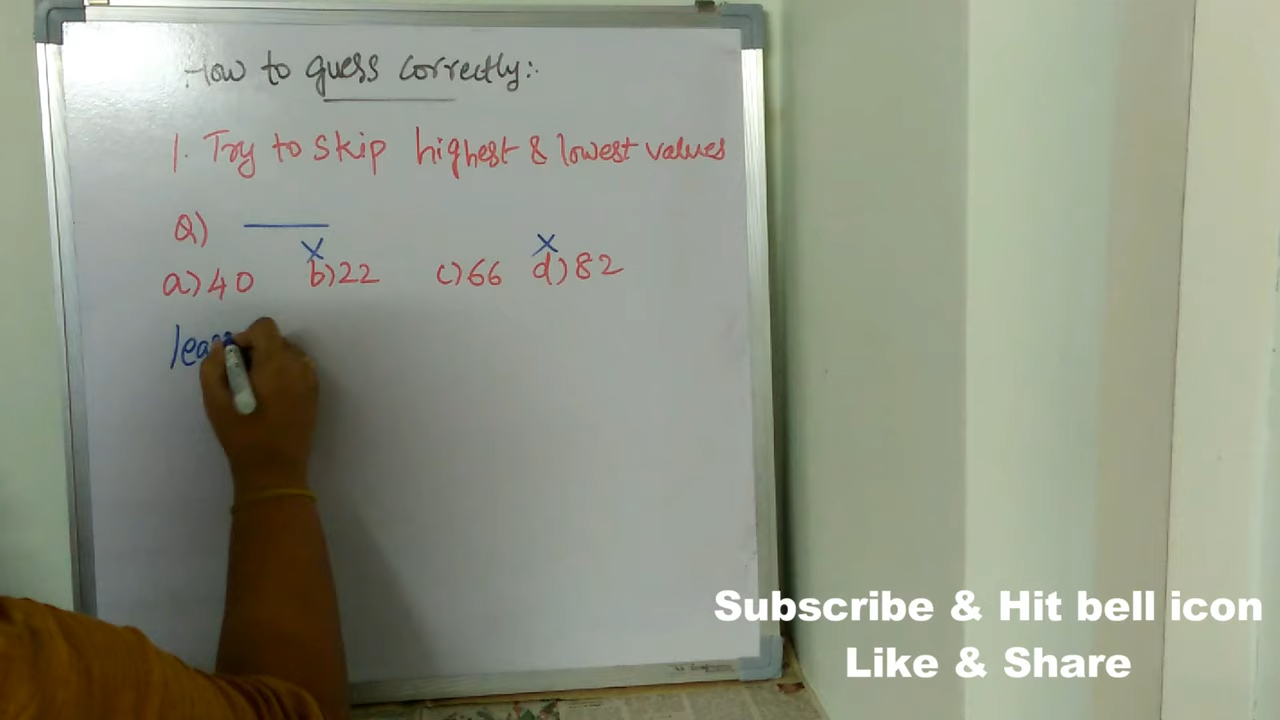 How to guess correctly:
1. Try to skip highest & lowest values
Q) ____
x x
a) 40 b) 22 c) 66 d) 82
Subscribe & Hit bell icon
Like & Share